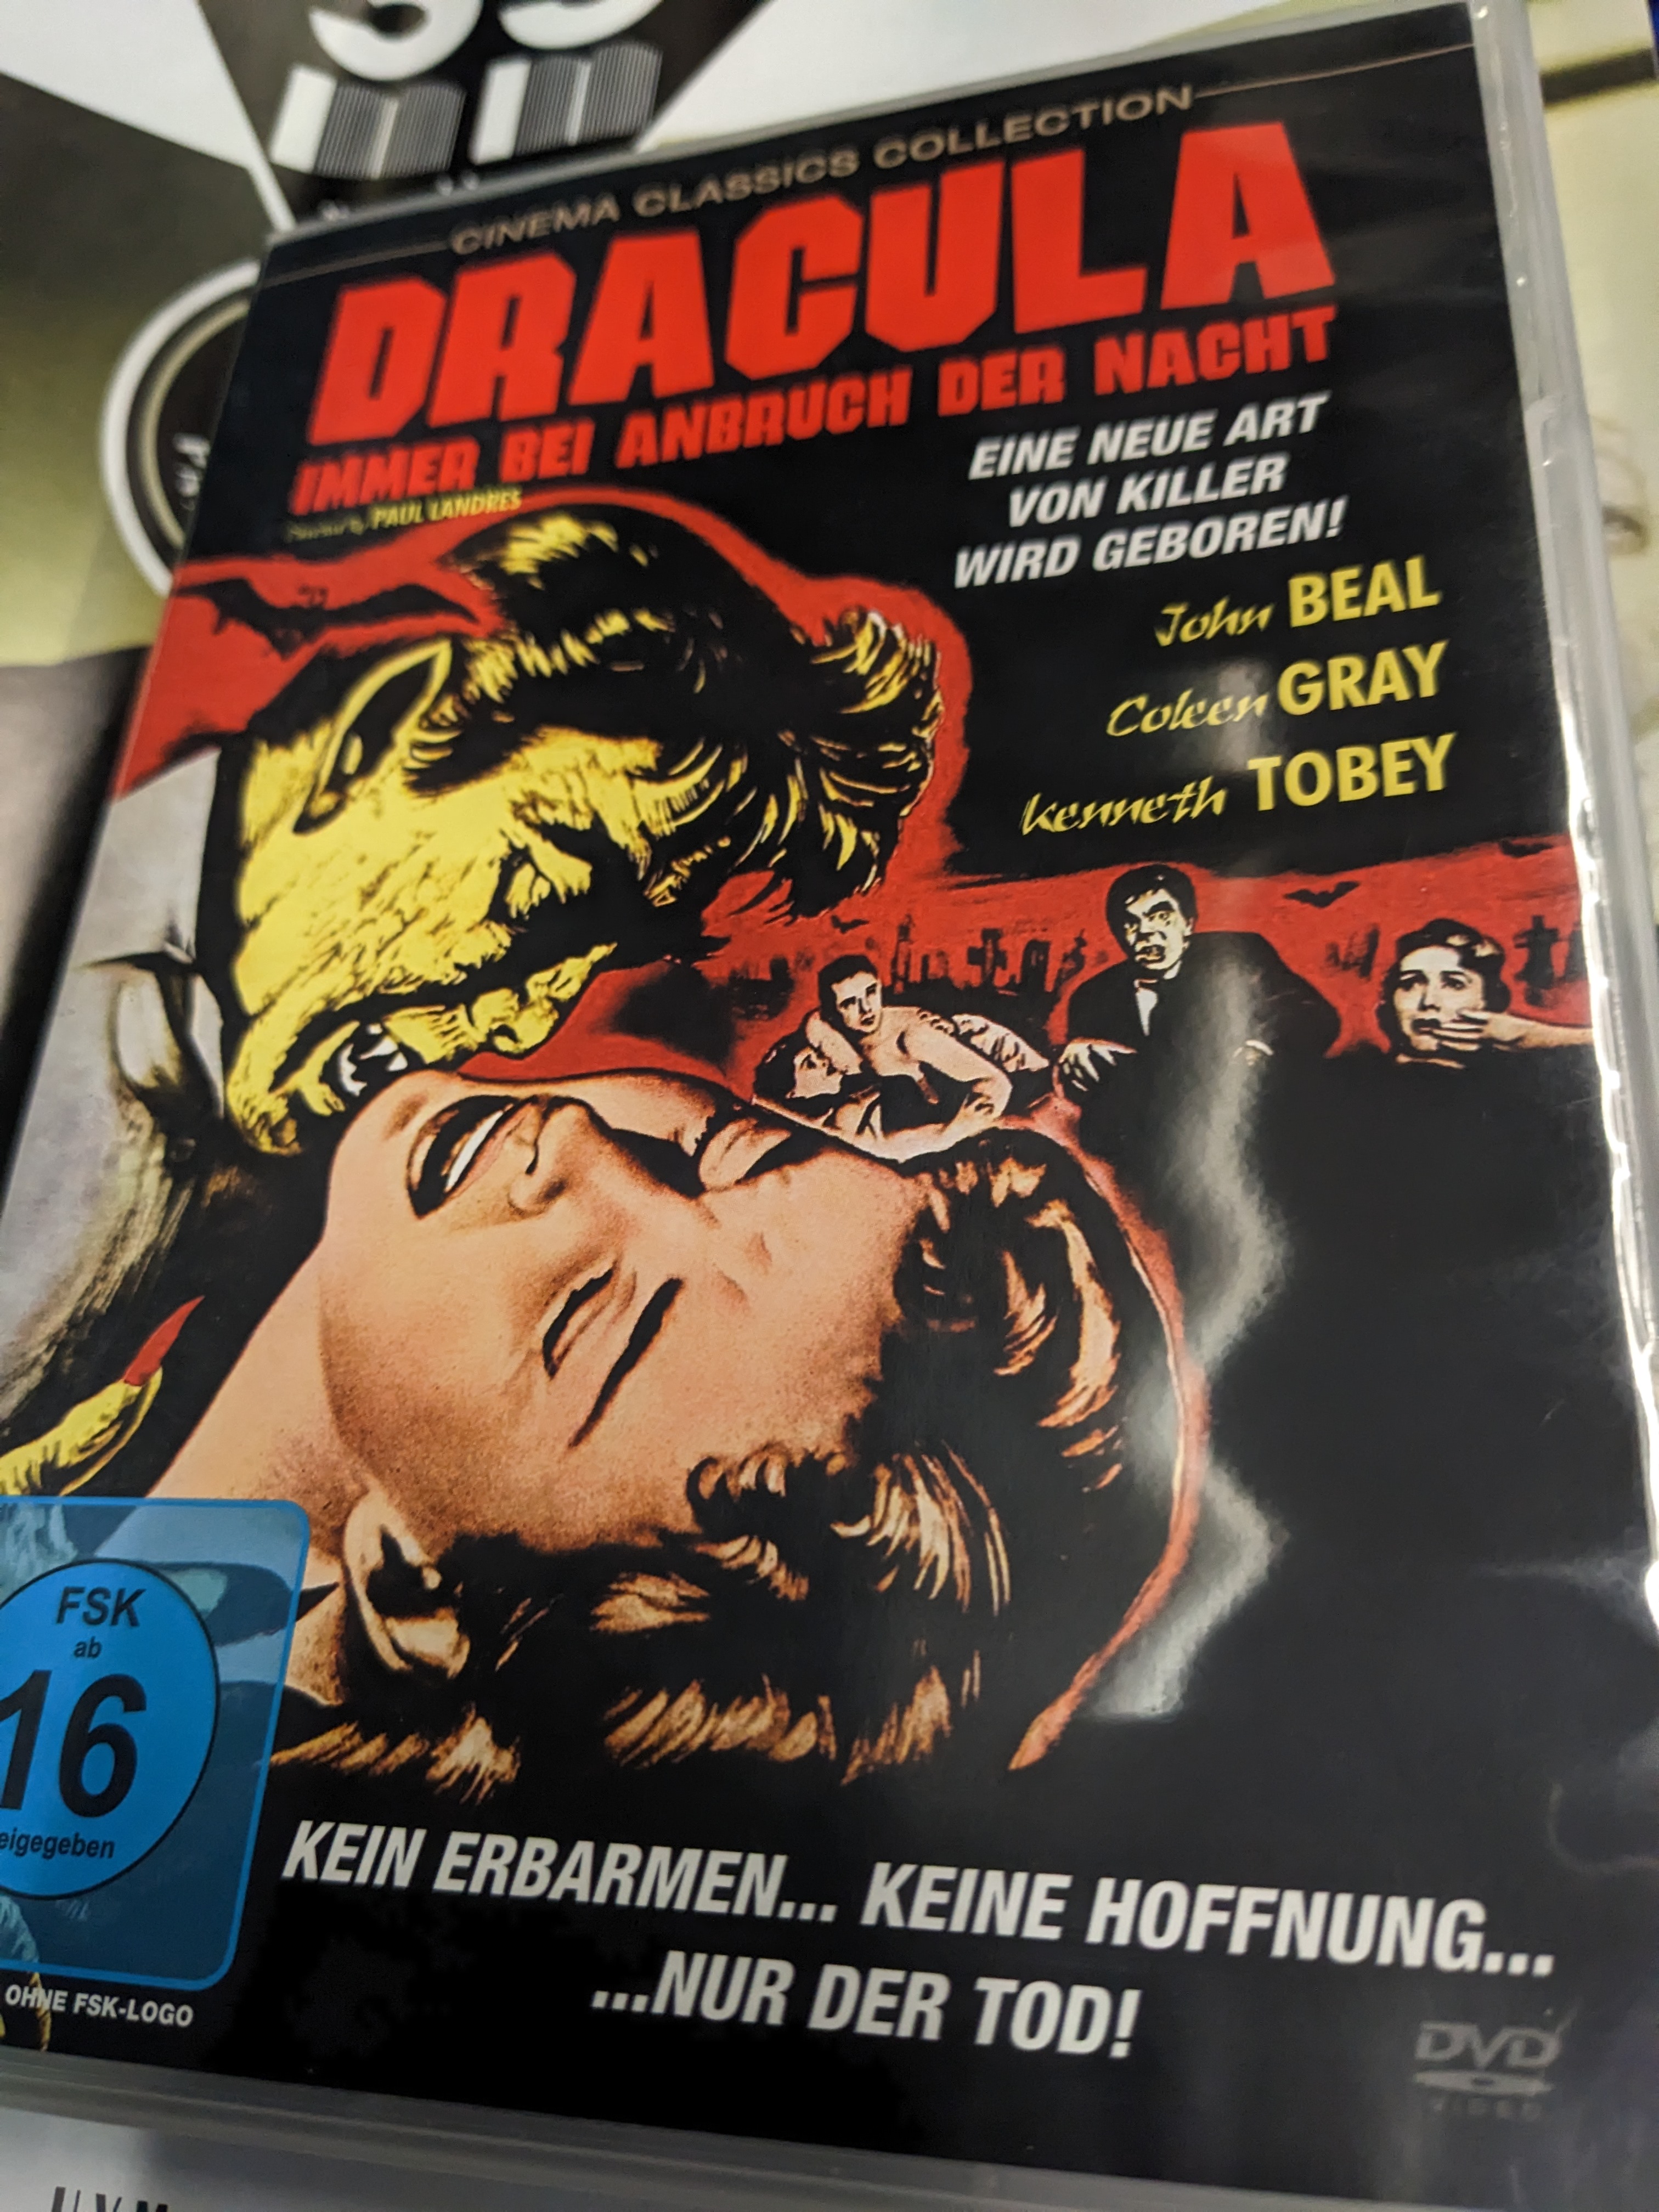 CINEMA CLASSICS COLLECTION
DRACULA
IMMER BEI ANBRUCH DER NACHT
PAUL LANDRES
EINE NEUE ART
VON KILLER
WIRD GEBOREN!
John BEAL
Coleen GRAY
Kenneth TOBEY
FSK
ab
16
eigegeben
OHNE FSK-LOGO
KEIN ERBARMEN... KEINE HOFFNUNG...
...NUR DER TOD!
DVD
VIDEO